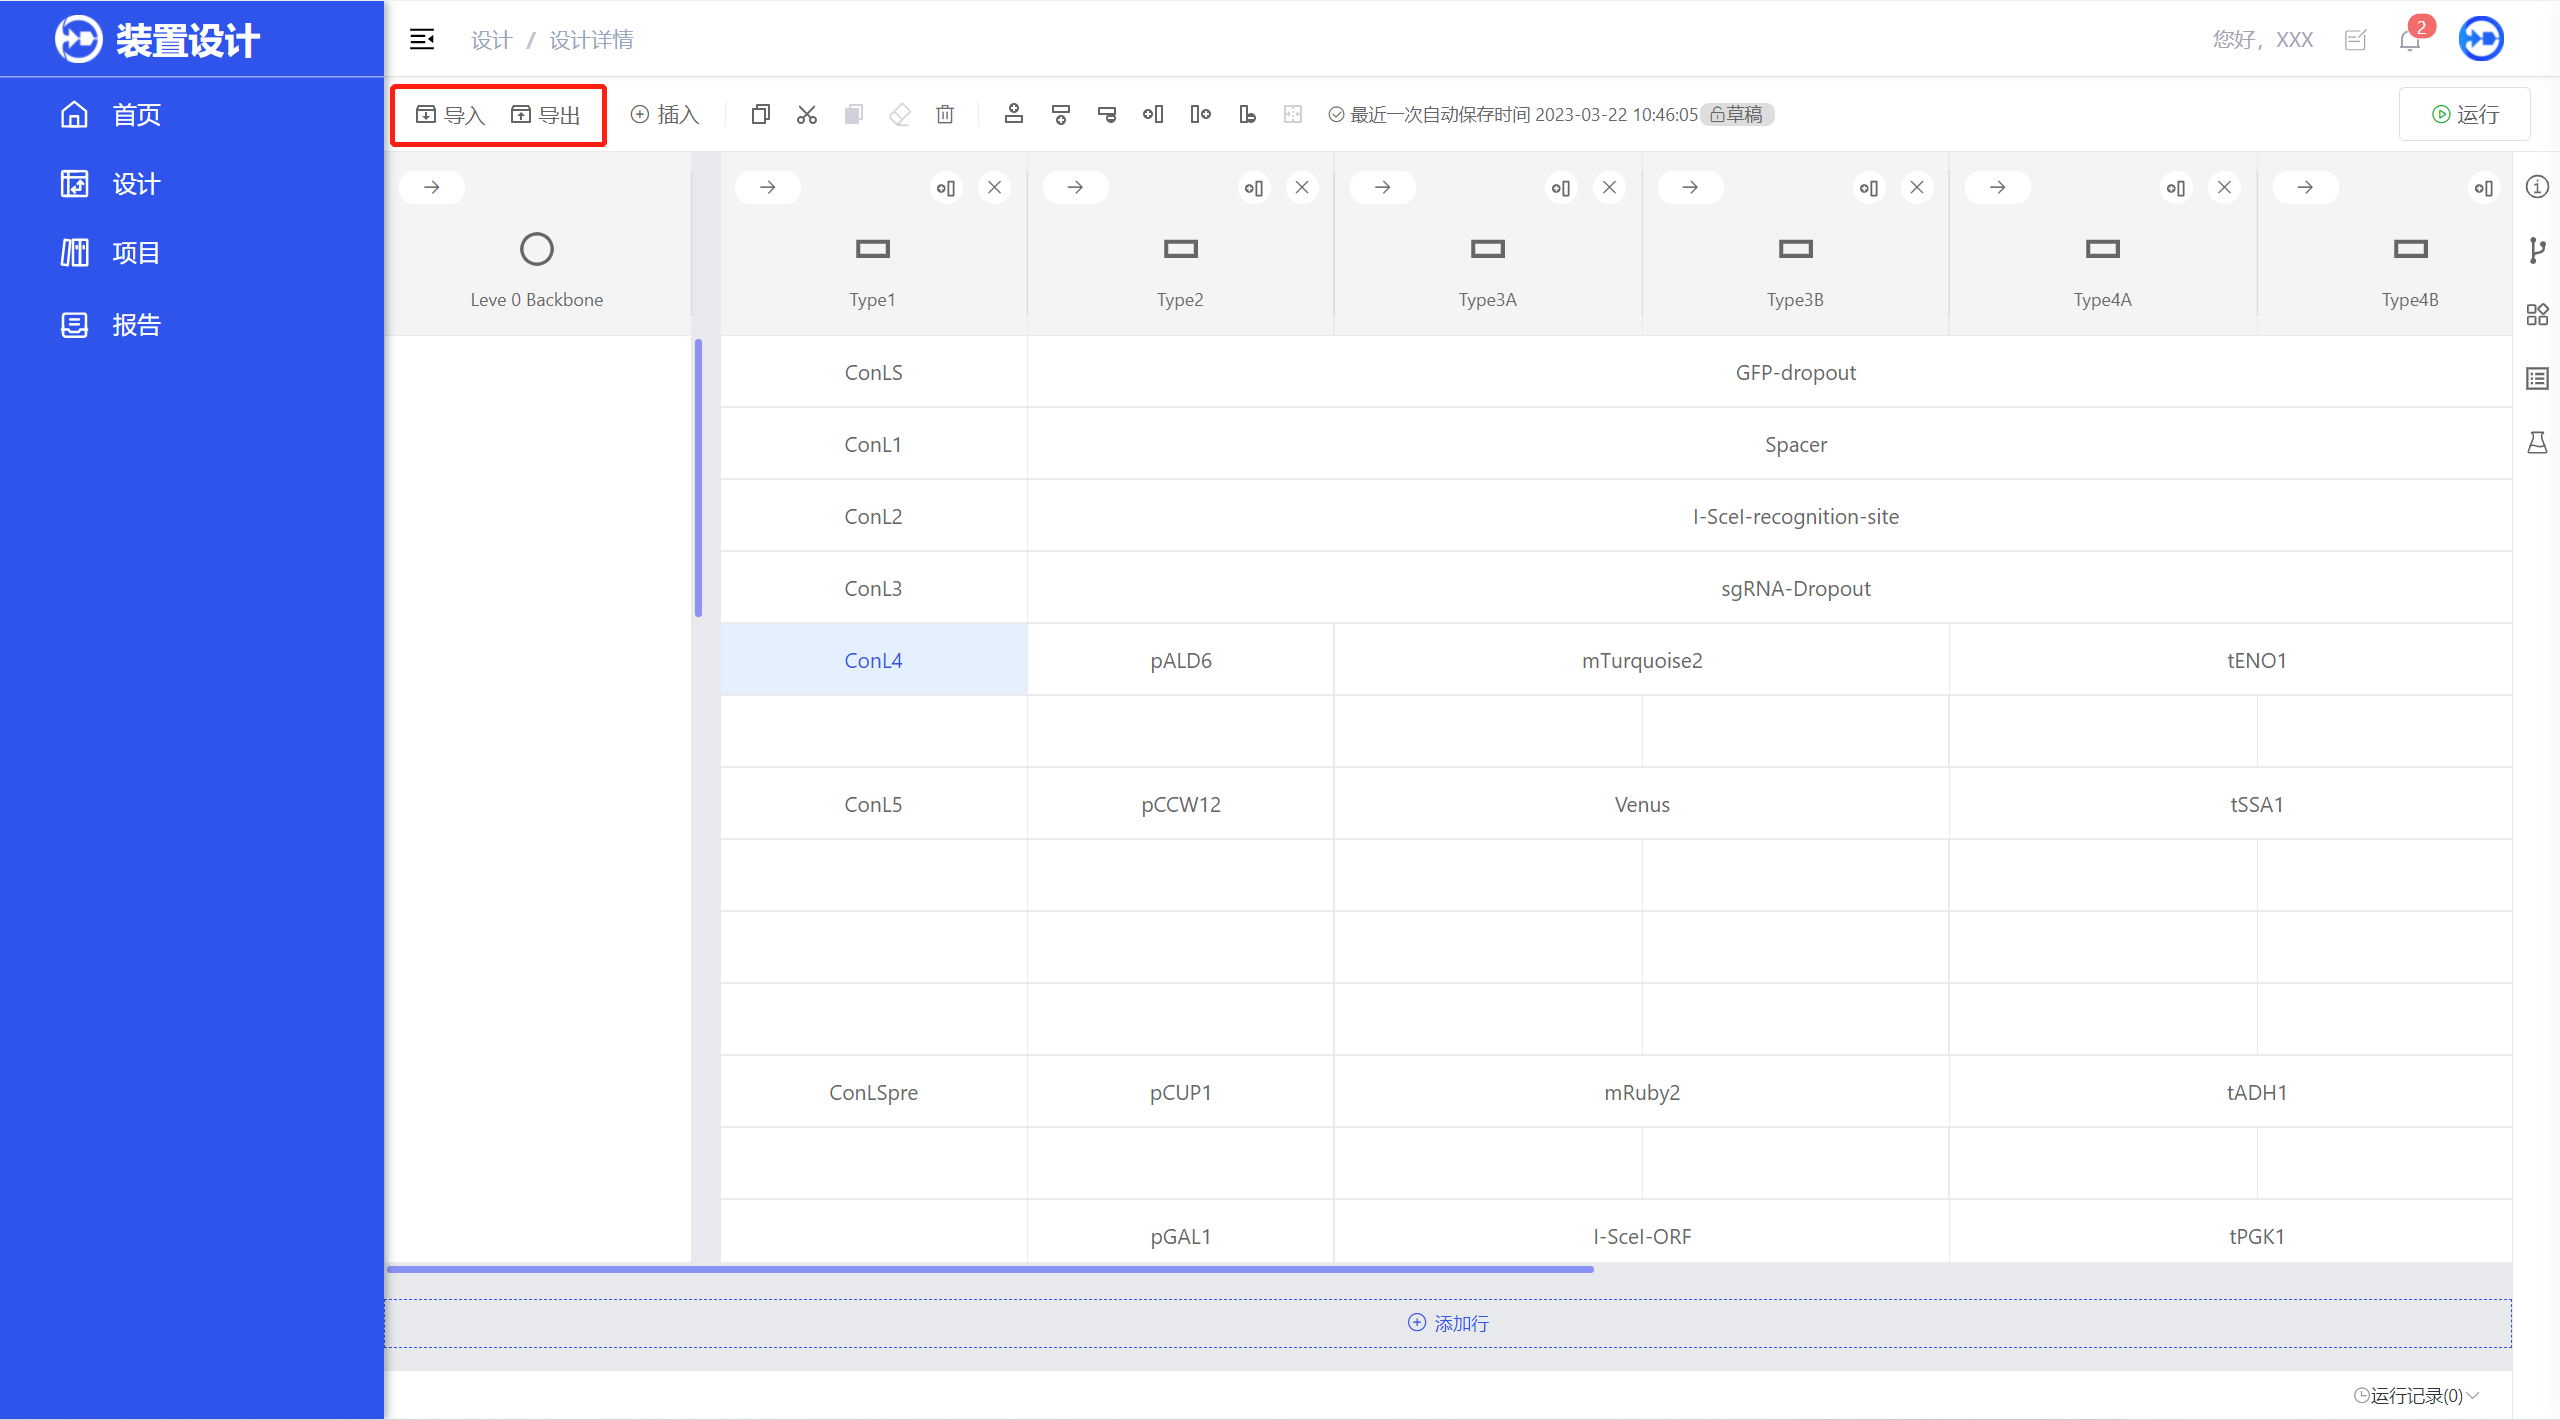 装置设计
设计 / 设计详情
您好，XXX
2
首页
设计
项目
报告
导入 导出 插入
最近一次自动保存时间 2023-03-22 10:46:05 草稿
运行
Leve 0 Backbone Type1 Type2 Type3A Type3B Type4A Type4B
ConLS GFP-dropout
ConL1 Spacer
ConL2 I-SceI-recognition-site
ConL3 sgRNA-Dropout
ConL4 pALD6 mTurquoise2 tENO1
ConL5 pCCW12 Venus tSSA1
ConLSpre pCUP1 mRuby2 tADH1
pGAL1 I-SceI-ORF tPGK1
添加行
运行记录(0)